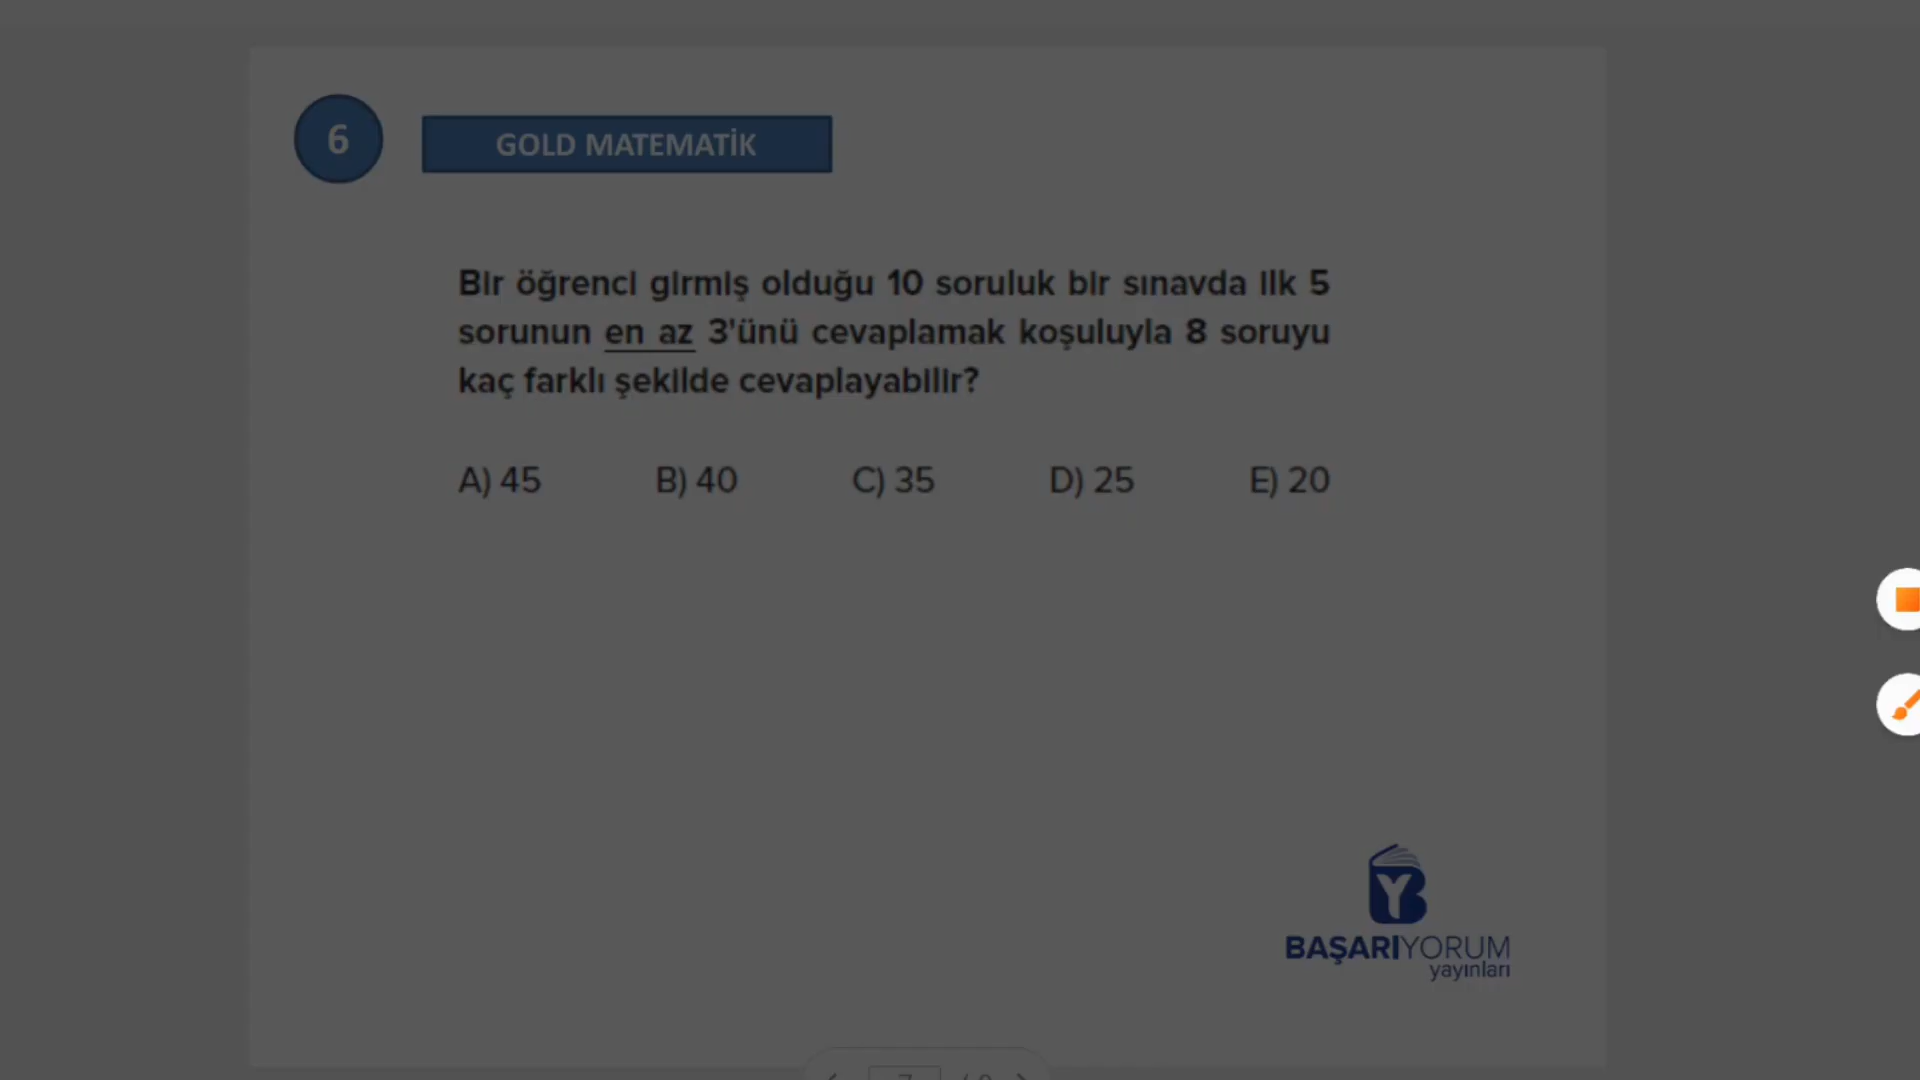 6
GOLD MATEMATİK
Bir öğrenci girmiş olduğu 10 soruluk bir sınavda ilk 5
sorunun en az 3'ünü cevaplamak koşuluyla 8 soruyu
kaç farklı şekilde cevaplayabilir?
A) 45 B) 40 C) 35 D) 25 E) 20
BAŞARIYORUM
yayınları